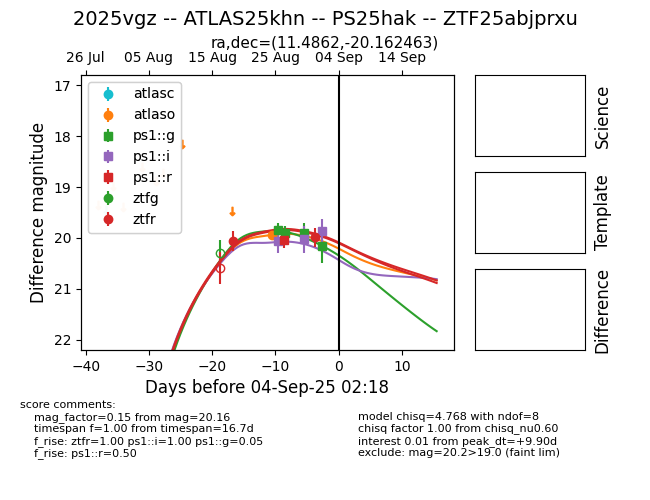 2025vgz -- ATLAS25khn -- PS25hak -- ZTF25abjprxu
ra,dec=(11.4862,-20.162463)
26 Jul 05 Aug 15 Aug 25 Aug 04 Sep 14 Sep
17
18
19
20
21
22
Difference magnitude
atlasc
atlaso
ps1::g
ps1::i
ps1::r
ztfg
ztfr
−40 −30 −20 −10 0 10
Days before 04-Sep-25 02:18
Science
Template
Difference
score comments:
mag_factor=0.15 from mag=20.16
timespan f=1.00 from timespan=16.7d
f_rise: ztfr=1.00 ps1::i=1.00 ps1::g=0.05
f_rise: ps1::r=0.50
model chisq=4.768 with ndof=8
chisq factor 1.00 from chisq_nu0.60
interest 0.01 from peak_dt=+9.90d
exclude: mag=20.2>19.0 (faint lim)